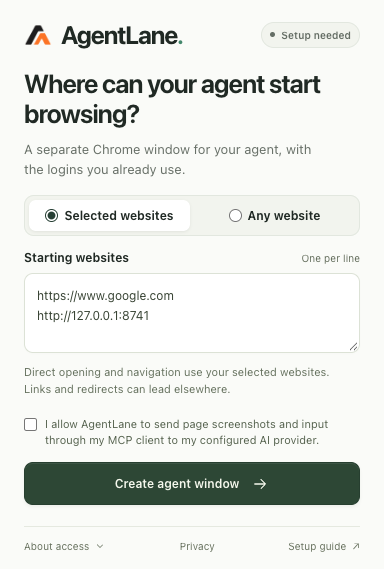 AgentLane.
Setup needed
Where can your agent start
browsing?
A separate Chrome window for your agent, with
the logins you already use.
Selected websites
Any website
Starting websites
One per line
https://www.google.com
http://127.0.0.1:8741
Direct opening and navigation use your selected websites.
Links and redirects can lead elsewhere.
I allow AgentLane to send page screenshots and input
through my MCP client to my configured AI provider.
Create agent window →
About access
Privacy
Setup guide ↗